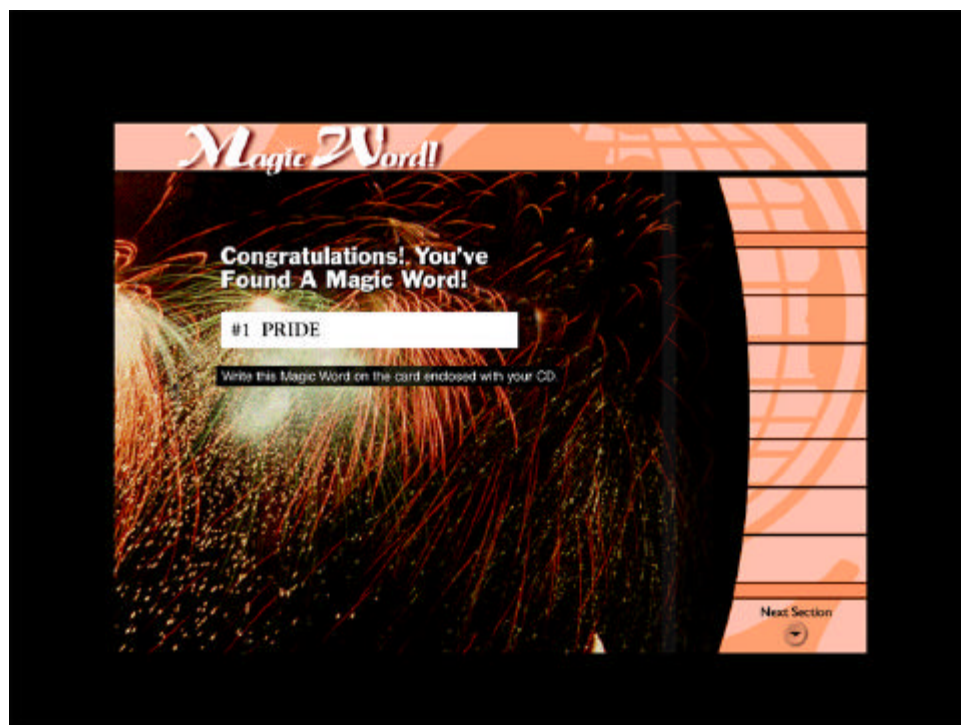 Magic Word!
Congratulations! You've
Found A Magic Word!
#1 PRIDE
Write this Magic Word on the card enclosed with your CD.
Next Section